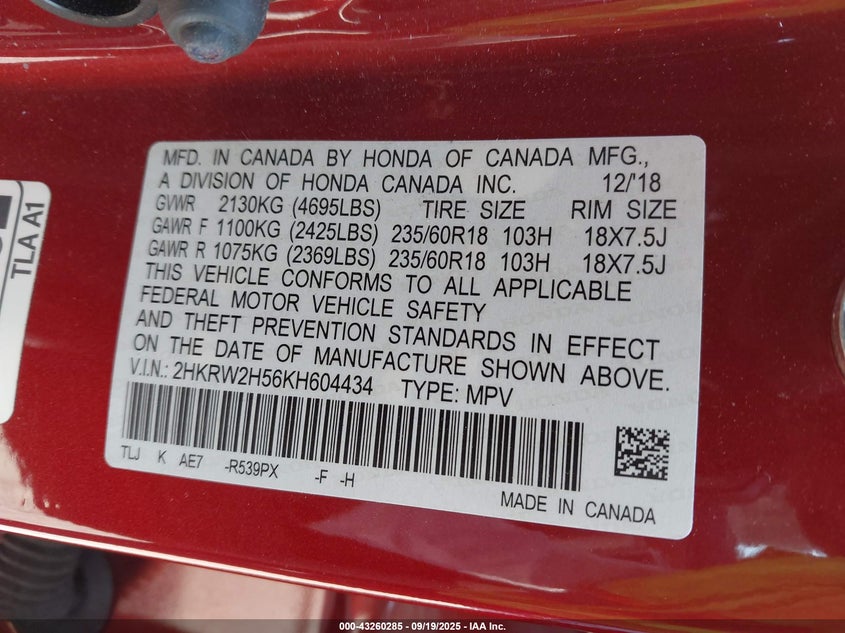 MFD. IN CANADA BY HONDA OF CANADA MFG.,
A DIVISION OF HONDA CANADA INC. 12/'18
GVWR 2130KG (4695LBS) TIRE SIZE RIM SIZE
GAWR F 1100KG (2425LBS) 235/60R18 103H 18X7.5J
GAWR R 1075KG (2369LBS) 235/60R18 103H 18X7.5J
THIS VEHICLE CONFORMS TO ALL APPLICABLE
FEDERAL MOTOR VEHICLE SAFETY
AND THEFT PREVENTION STANDARDS IN EFFECT
ON THE DATE OF MANUFACTURE SHOWN ABOVE.
V.I.N.: 2HKRW2H56KH604434 TYPE: MPV
TLJ K AE7 -R539PX -F -H
MADE IN CANADA
TLA A1
000-43260285 - 09/19/2025 - IAA Inc.